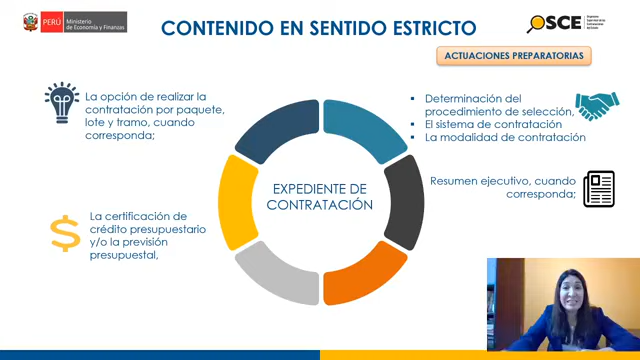 PERÚ
Ministerio
de Economía y Finanzas
CONTENIDO EN SENTIDO ESTRICTO
OSCE
ACTUACIONES PREPARATORIAS
La opción de realizar la
contratación por paquete,
lote y tramo, cuando
corresponda;
▪ Determinación del
procedimiento de selección,
▪ El sistema de contratación
▪ La modalidad de contratación
EXPEDIENTE DE
CONTRATACIÓN
Resumen ejecutivo, cuando
corresponda;
La certificación de
crédito presupuestario
y/o la previsión
presupuestal,